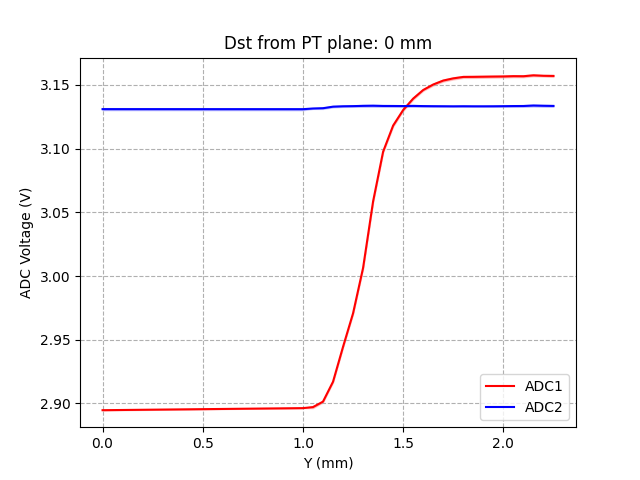 Dst from PT plane: 0 mm
ADC Voltage (V)
3.15
3.10
3.05
3.00
2.95
2.90
0.0 0.5 1.0 1.5 2.0
Y (mm)
ADC1
ADC2